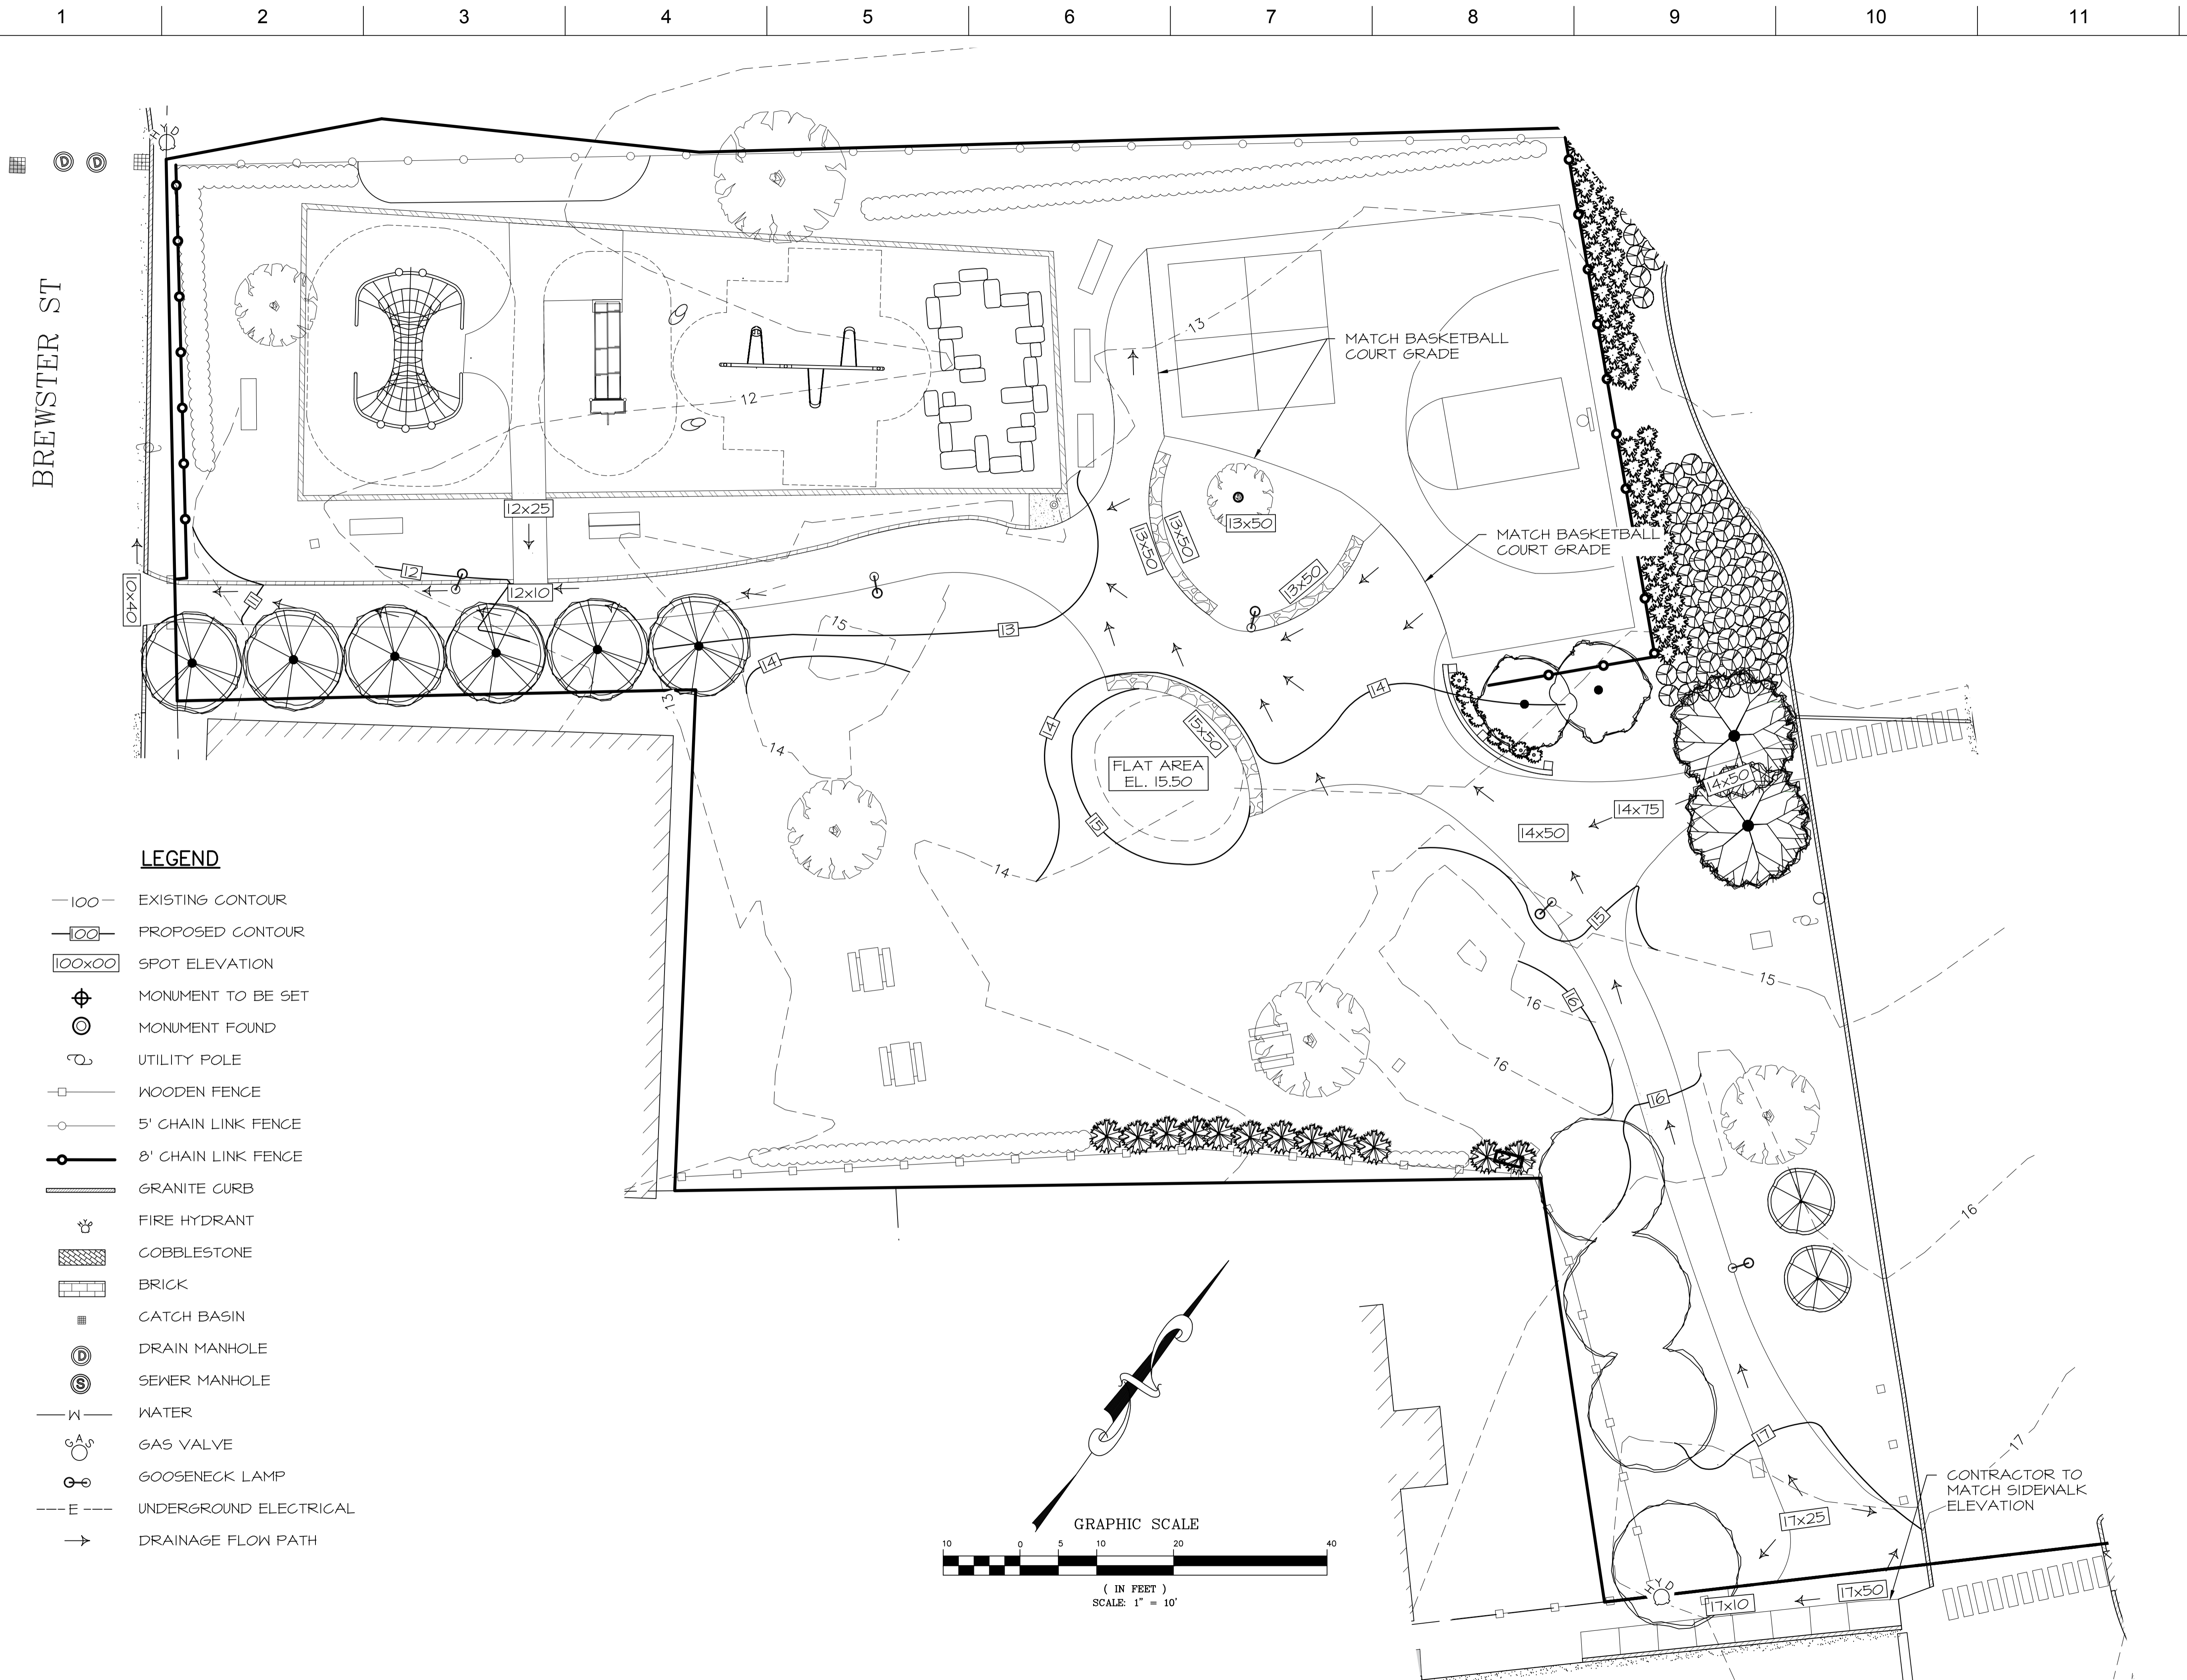 1 2 3 4 5 6 7 8 9 10 11
HYD
D D
BREWSTER ST
13
MATCH BASKETBALL
COURT GRADE
12
12x25
13x50
13x50
13x50
MATCH BASKETBALL
COURT GRADE
12
13x50
10x40
11
12x10
15
13
14
13
14
14
14
15x50
FLAT AREA
EL. 15.50
14x50
14x75
14x50
15
14
15
15
16
16
16
16
16
17
17
CONTRACTOR TO
MATCH SIDEWALK
ELEVATION
17x25
17x50
HYD
17x10
LEGEND
100 EXISTING CONTOUR
100 PROPOSED CONTOUR
100x00 SPOT ELEVATION
MONUMENT TO BE SET
MONUMENT FOUND
UTILITY POLE
WOODEN FENCE
5' CHAIN LINK FENCE
8' CHAIN LINK FENCE
GRANITE CURB
FIRE HYDRANT
COBBLESTONE
BRICK
CATCH BASIN
D DRAIN MANHOLE
S SEWER MANHOLE
W WATER
GAS GAS VALVE
GOOSENECK LAMP
E UNDERGROUND ELECTRICAL
DRAINAGE FLOW PATH
GRAPHIC SCALE
10 0 5 10 20 40
( IN FEET )
SCALE: 1" = 10'